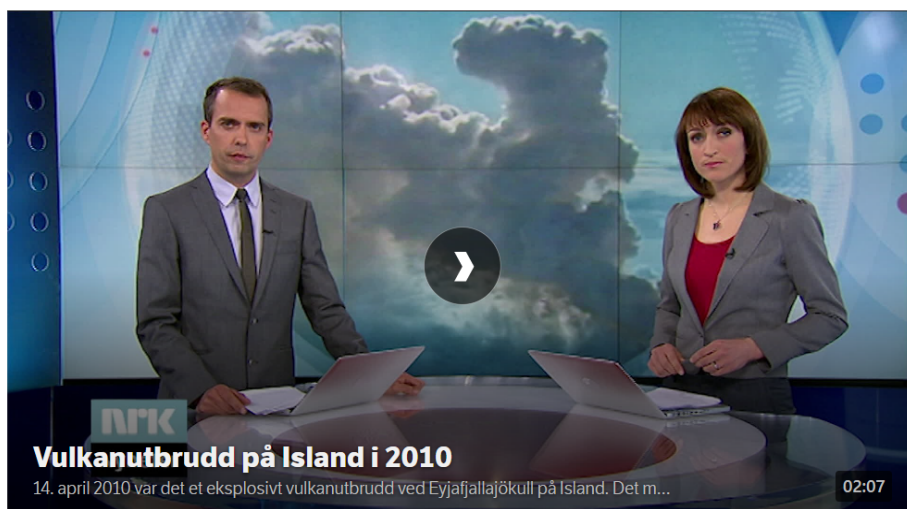 nrk
Vulkanutbrudd på Island i 2010
14. april 2010 var det et eksplosivt vulkanutbrudd ved Eyjafjallajökull på Island. Det m...
02:07